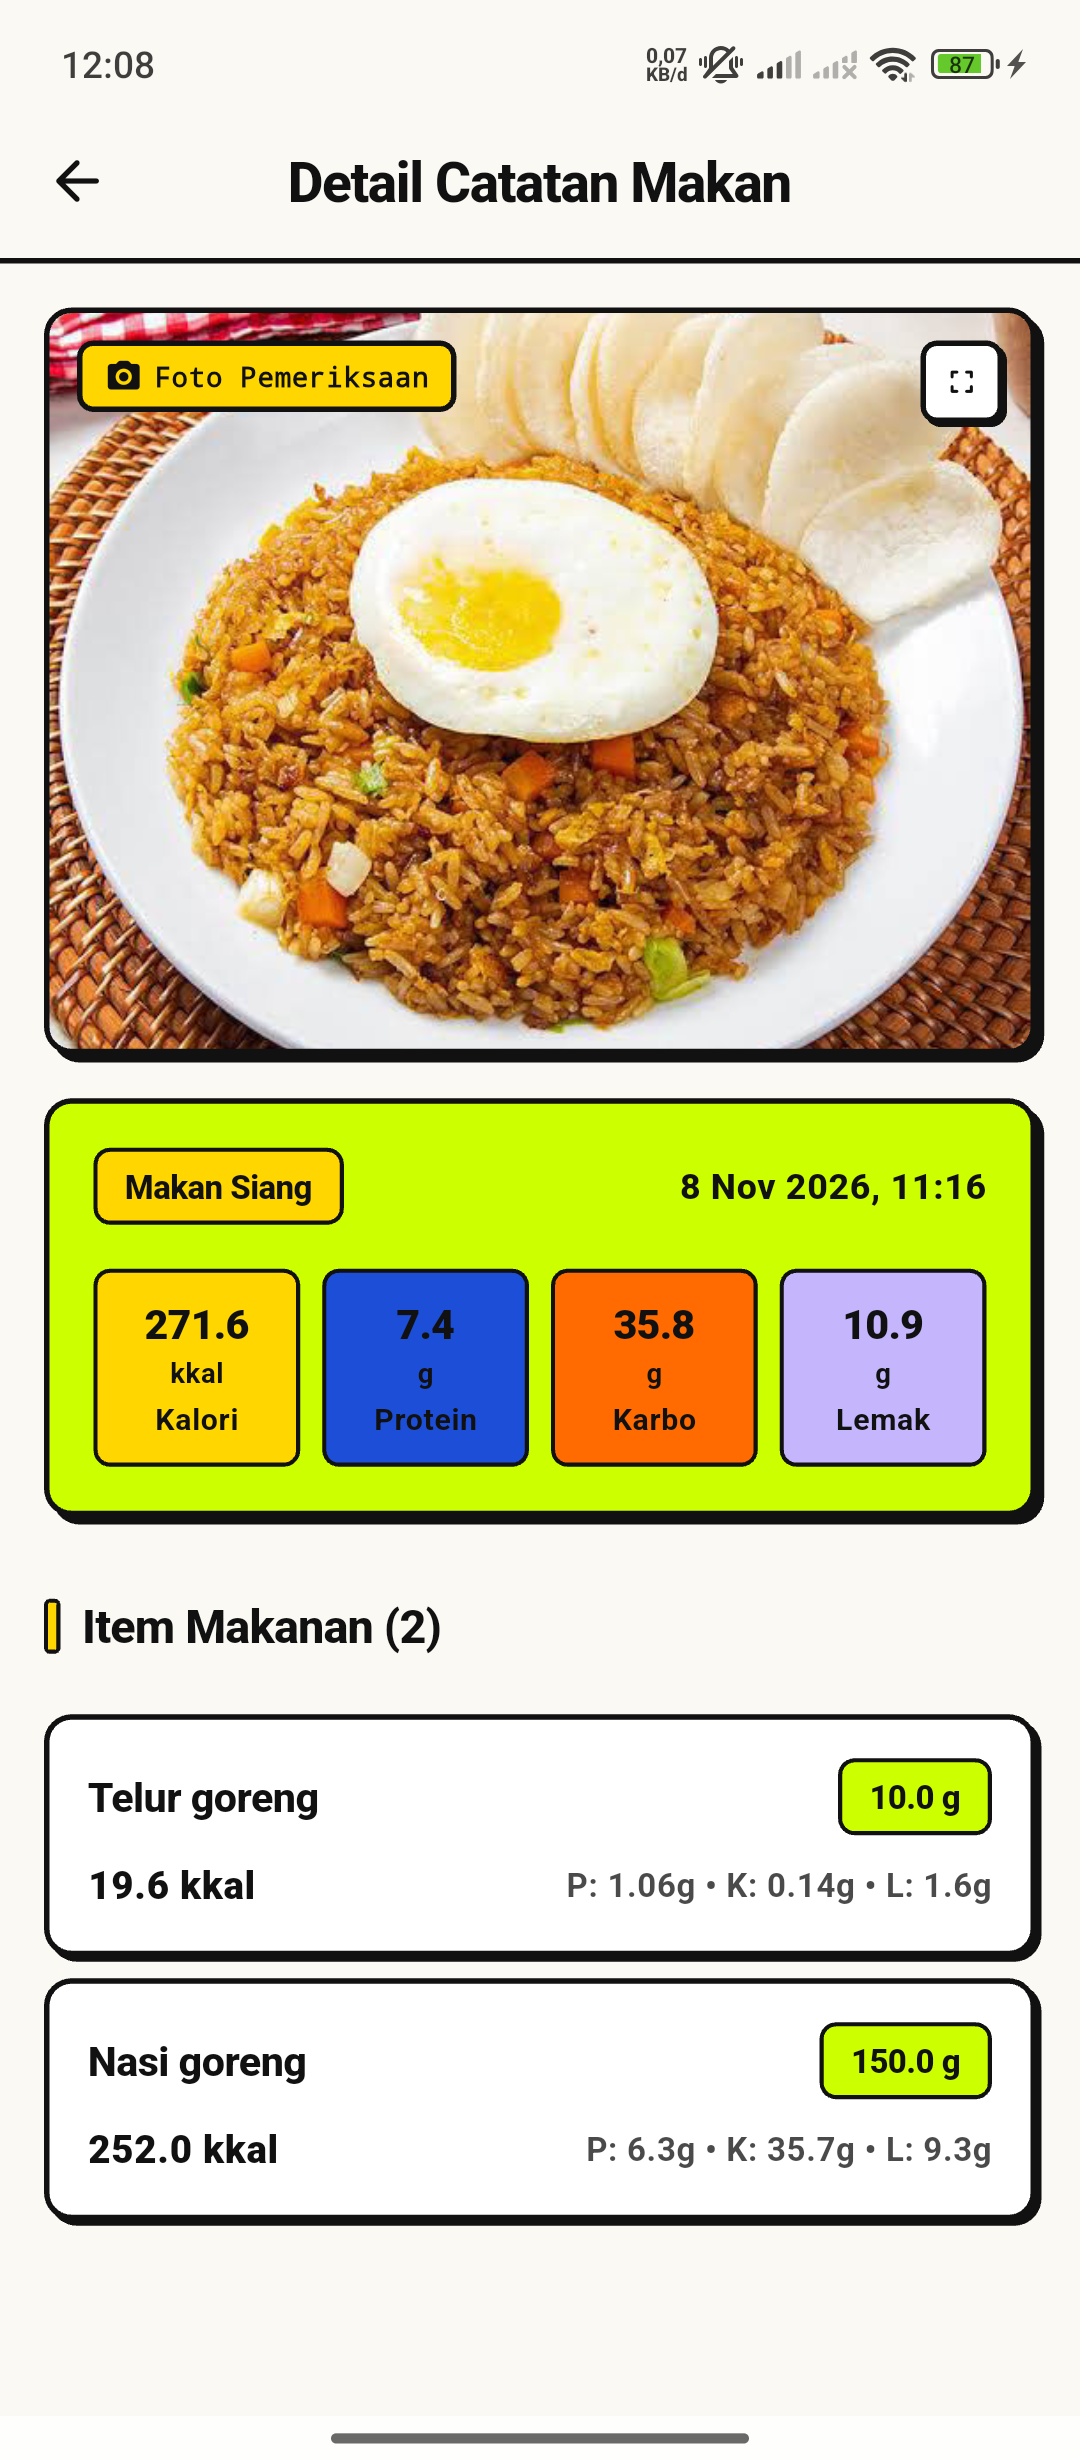 12:08
0,07
KB/d
87
Detail Catatan Makan
Foto Pemeriksaan
Makan Siang
8 Nov 2026, 11:16
271.6
kkal
Kalori
7.4
g
Protein
35.8
g
Karbo
10.9
g
Lemak
Item Makanan (2)
Telur goreng
10.0 g
19.6 kkal
P: 1.06g • K: 0.14g • L: 1.6g
Nasi goreng
150.0 g
252.0 kkal
P: 6.3g • K: 35.7g • L: 9.3g